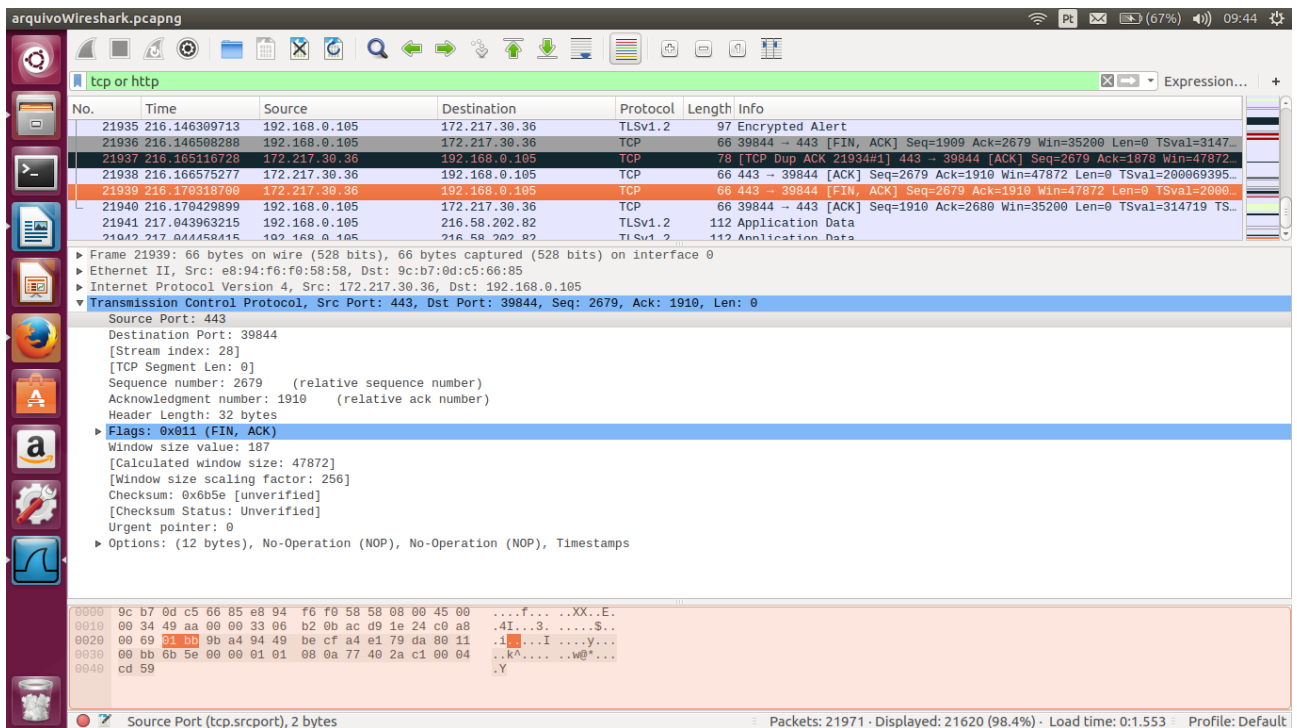 arquivoWireshark.pcapng
Pt
(67%)
09:44
tcp or http
Expression…
+
No. Time Source Destination Protocol Length Info
21935 216.146309713 192.168.0.105 172.217.30.36 TLSv1.2 97 Encrypted Alert
21936 216.146508288 192.168.0.105 172.217.30.36 TCP 66 39844 → 443 [FIN, ACK] Seq=1909 Ack=2679 Win=35200 Len=0 TSval=3147…
21937 216.165116728 172.217.30.36 192.168.0.105 TCP 78 [TCP Dup ACK 21934#1] 443 → 39844 [ACK] Seq=2679 Ack=1878 Win=47872…
21938 216.166575277 172.217.30.36 192.168.0.105 TCP 66 443 → 39844 [ACK] Seq=2679 Ack=1910 Win=47872 Len=0 TSval=200069395…
21939 216.170318700 172.217.30.36 192.168.0.105 TCP 66 443 → 39844 [FIN, ACK] Seq=2679 Ack=1910 Win=47872 Len=0 TSval=2000…
21940 216.170429899 192.168.0.105 172.217.30.36 TCP 66 39844 → 443 [ACK] Seq=1910 Ack=2680 Win=35200 Len=0 TSval=314719 TS…
21941 217.043963215 192.168.0.105 216.58.202.82 TLSv1.2 112 Application Data
21942 217.044458415 192.168.0.105 216.58.202.82 TLSv1.2 112 Application Data
Frame 21939: 66 bytes on wire (528 bits), 66 bytes captured (528 bits) on interface 0
Ethernet II, Src: e8:94:f6:f0:58:58, Dst: 9c:b7:0d:c5:66:85
Internet Protocol Version 4, Src: 172.217.30.36, Dst: 192.168.0.105
Transmission Control Protocol, Src Port: 443, Dst Port: 39844, Seq: 2679, Ack: 1910, Len: 0
Source Port: 443
Destination Port: 39844
[Stream index: 28]
[TCP Segment Len: 0]
Sequence number: 2679 (relative sequence number)
Acknowledgment number: 1910 (relative ack number)
Header Length: 32 bytes
Flags: 0x011 (FIN, ACK)
Window size value: 187
[Calculated window size: 47872]
[Window size scaling factor: 256]
Checksum: 0x6b5e [unverified]
[Checksum Status: Unverified]
Urgent pointer: 0
Options: (12 bytes), No-Operation (NOP), No-Operation (NOP), Timestamps
0000 9c b7 0d c5 66 85 e8 94 f6 f0 58 58 08 00 45 00 ....f... ..XX..E.
0010 00 34 49 aa 00 00 33 06 b2 0b ac d9 1e 24 c0 a8 .4I...3. .....$..
0020 00 69 01 bb 9b a4 94 49 be cf a4 e1 79 da 80 11 .i.....I ....y...
0030 00 bb 6b 5e 00 00 01 01 08 0a 77 40 2a c1 00 04 ..k^.... ..w@*...
0040 cd 59 .Y
Source Port (tcp.srcport), 2 bytes
Packets: 21971 · Displayed: 21620 (98.4%) · Load time: 0:1.553
Profile: Default